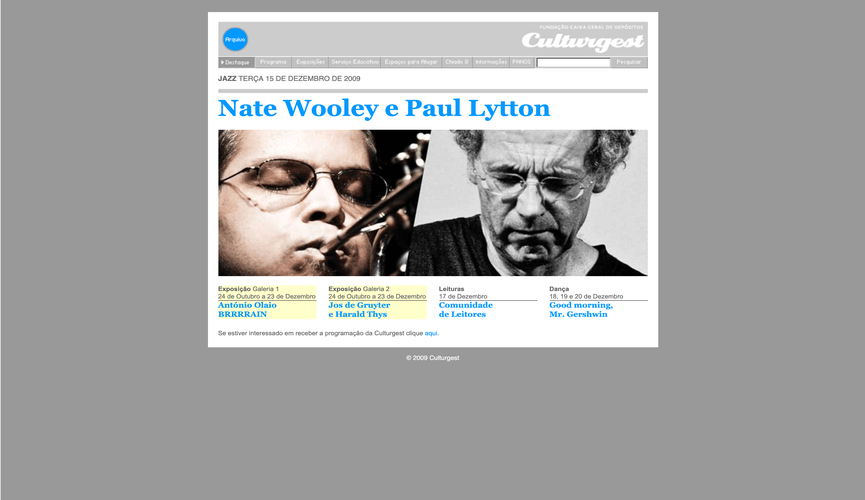 Arquivo
FUNDAÇÃO CAIXA GERAL DE DEPÓSITOS
Culturgest
Destaque Programa Exposições Serviço Educativo Espaços para Alugar Chiado 8 Informações PANOS Pesquisar
JAZZ TERÇA 15 DE DEZEMBRO DE 2009
Nate Wooley e Paul Lytton
Exposição Galeria 1
24 de Outubro a 23 de Dezembro
António Olaio
BRRRRAIN
Exposição Galeria 2
24 de Outubro a 23 de Dezembro
Jos de Gruyter
e Harald Thys
Leituras
17 de Dezembro
Comunidade
de Leitores
Dança
18, 19 e 20 de Dezembro
Good morning,
Mr. Gershwin
Se estiver interessado em receber a programação da Culturgest clique aqui.
© 2009 Culturgest